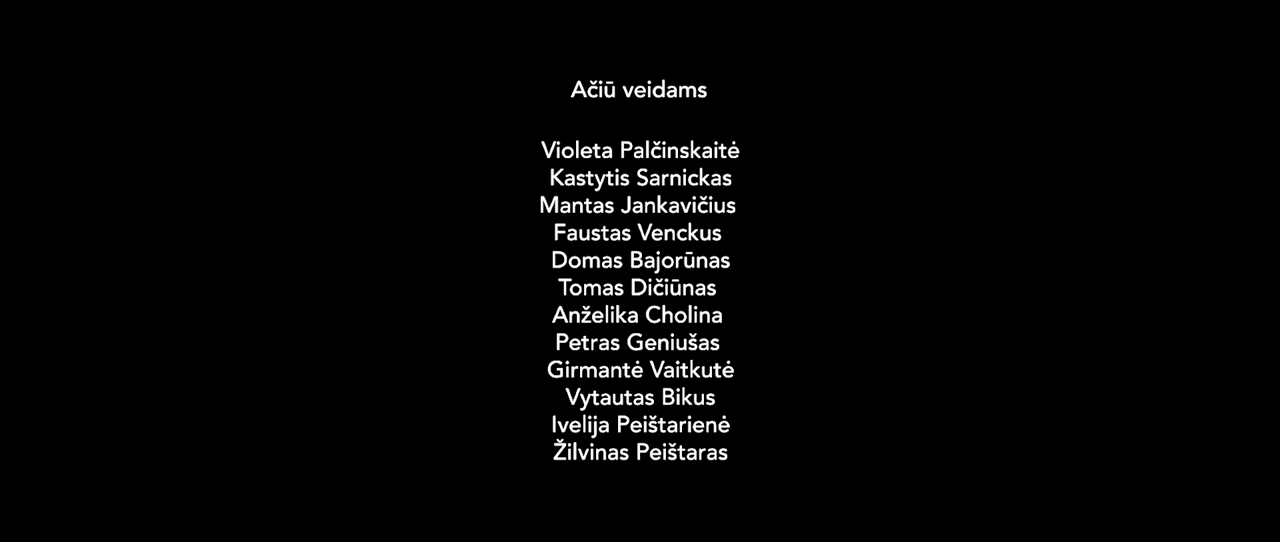 Ačiū veidams
Violeta Palčinskaitė
Kastytis Sarnickas
Mantas Jankavičius
Faustas Venckus
Domas Bajorūnas
Tomas Dičiūnas
Anželika Cholina
Petras Geniušas
Girmantė Vaitkutė
Vytautas Bikus
Ivelija Peištarienė
Žilvinas Peištaras